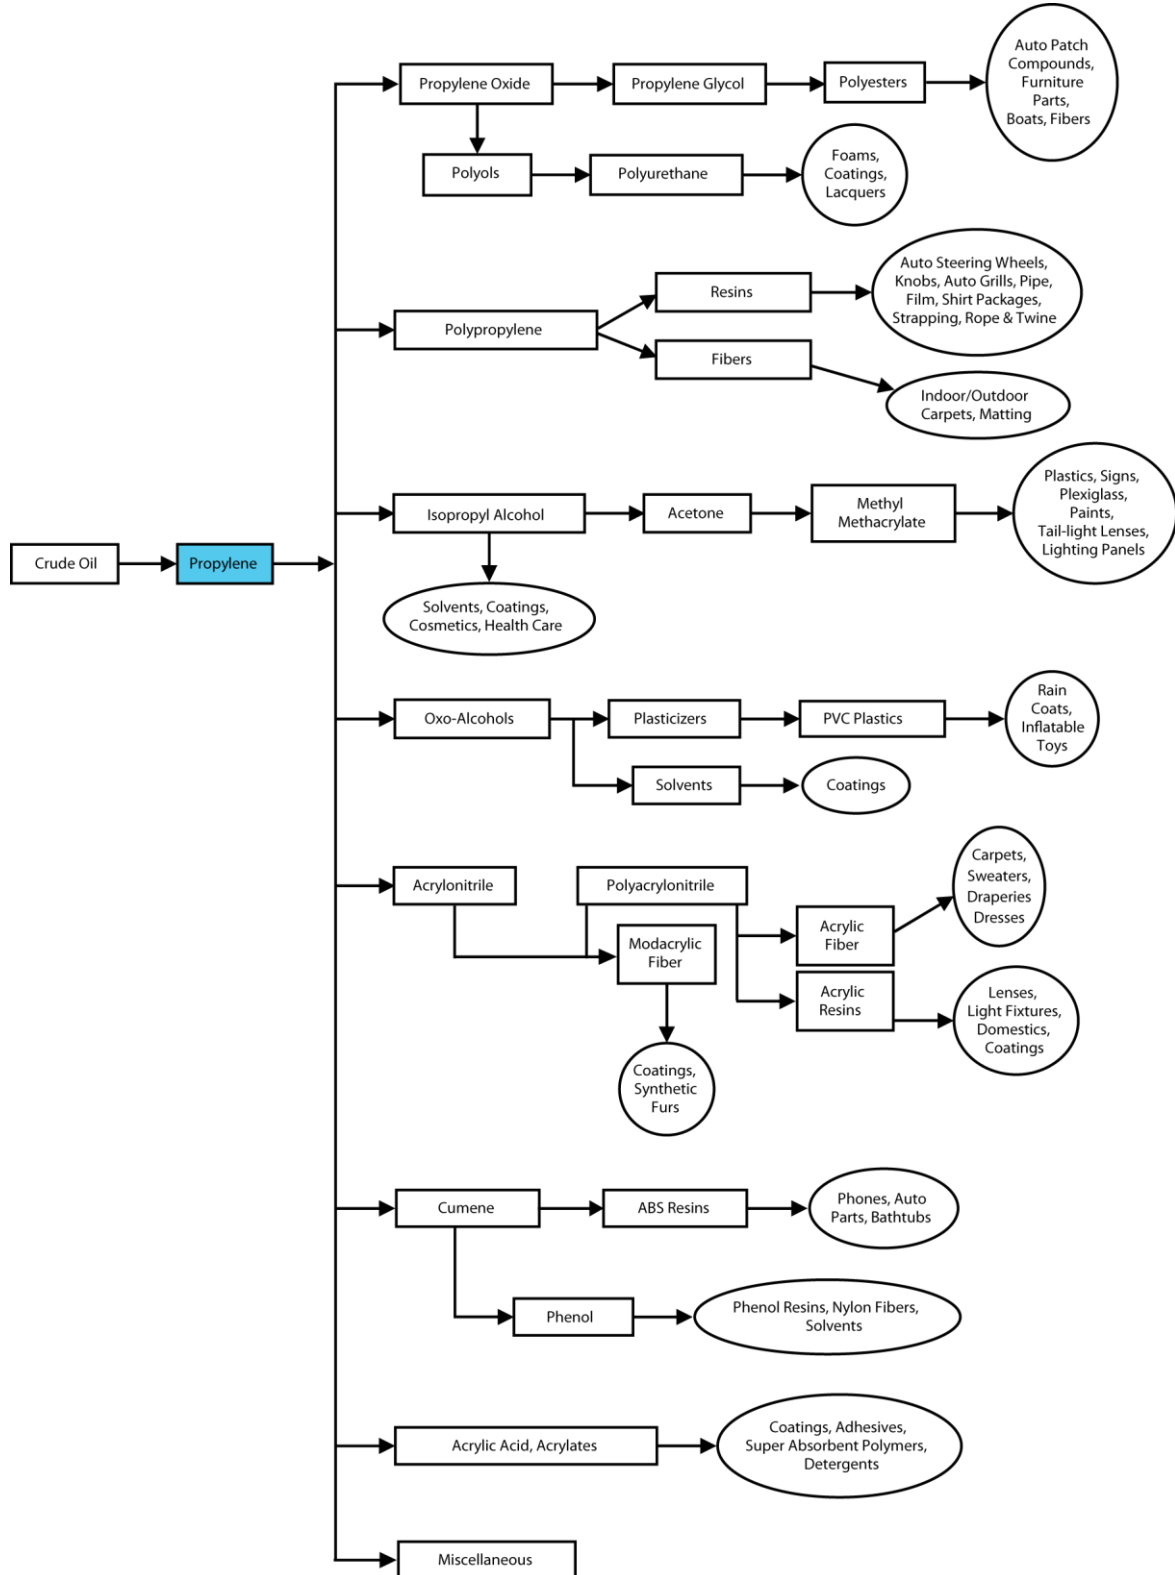 Propylene Oxide
Propylene Glycol
Polyesters
Auto Patch
Compounds,
Furniture
Parts,
Boats, Fibers
Polyols
Polyurethane
Foams,
Coatings,
Lacquers
Polypropylene
Resins
Auto Steering Wheels,
Knobs, Auto Grills, Pipe,
Film, Shirt Packages,
Strapping, Rope & Twine
Fibers
Indoor/Outdoor
Carpets, Matting
Isopropyl Alcohol
Acetone
Methyl
Methacrylate
Plastics, Signs,
Plexiglass,
Paints,
Tail-light Lenses,
Lighting Panels
Crude Oil
Propylene
Solvents, Coatings,
Cosmetics, Health Care
Oxo-Alcohols
Plasticizers
PVC Plastics
Rain
Coats,
Inflatable
Toys
Solvents
Coatings
Acrylonitrile
Polyacrylonitrile
Carpets,
Sweaters,
Draperies
Dresses
Modacrylic
Fiber
Acrylic
Fiber
Acrylic
Resins
Lenses,
Light Fixtures,
Domestics,
Coatings
Coatings,
Synthetic
Furs
Cumene
ABS Resins
Phones, Auto
Parts, Bathtubs
Phenol
Phenol Resins, Nylon Fibers,
Solvents
Acrylic Acid, Acrylates
Coatings, Adhesives,
Super Absorbent Polymers,
Detergents
Miscellaneous